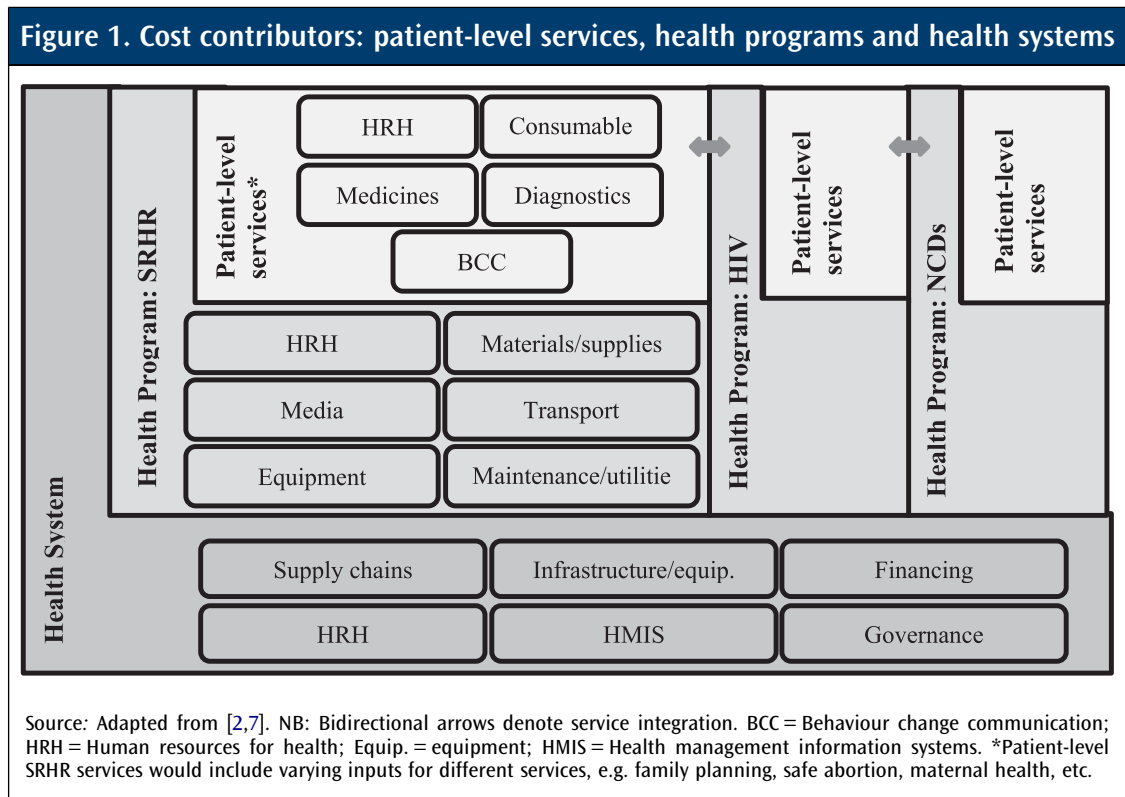 Figure 1. Cost contributors: patient-level services, health programs and health systems
Health System
Health Program: SRHR
Patient-level
services*
HRH
Consumable
Medicines
Diagnostics
BCC
HRH
Materials/supplies
Media
Transport
Equipment
Maintenance/utilitie
Health Program: HIV
Patient-level
services
Health Program: NCDs
Patient-level
services
Supply chains
Infrastructure/equip.
Financing
HRH
HMIS
Governance
Source: Adapted from [2,7]. NB: Bidirectional arrows denote service integration. BCC = Behaviour change communication;
HRH = Human resources for health; Equip. = equipment; HMIS = Health management information systems. *Patient-level
SRHR services would include varying inputs for different services, e.g. family planning, safe abortion, maternal health, etc.